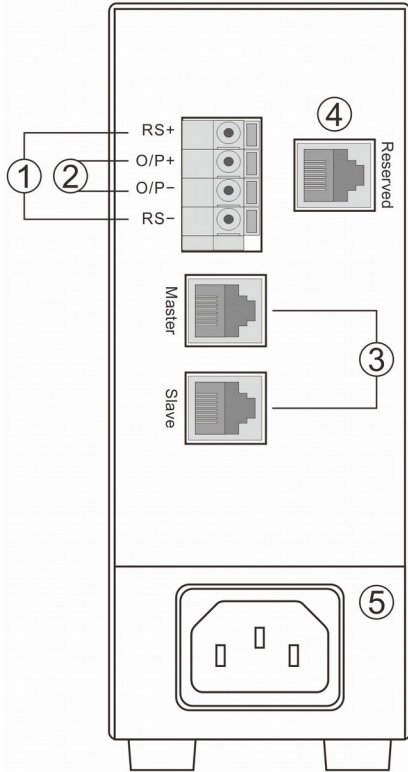 RS+
O/P+
O/P−
RS−
①
②
④
Reserved
Master
Slave
③
⑤